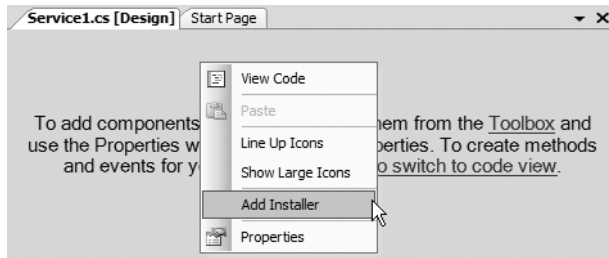 Service1.cs [Design] Start Page
View Code
Paste
To add components hem from the Toolbox and
Line Up Icons
use the Properties w perties. To create methods
Show Large Icons
and events for y o switch to code view.
Add Installer
Properties